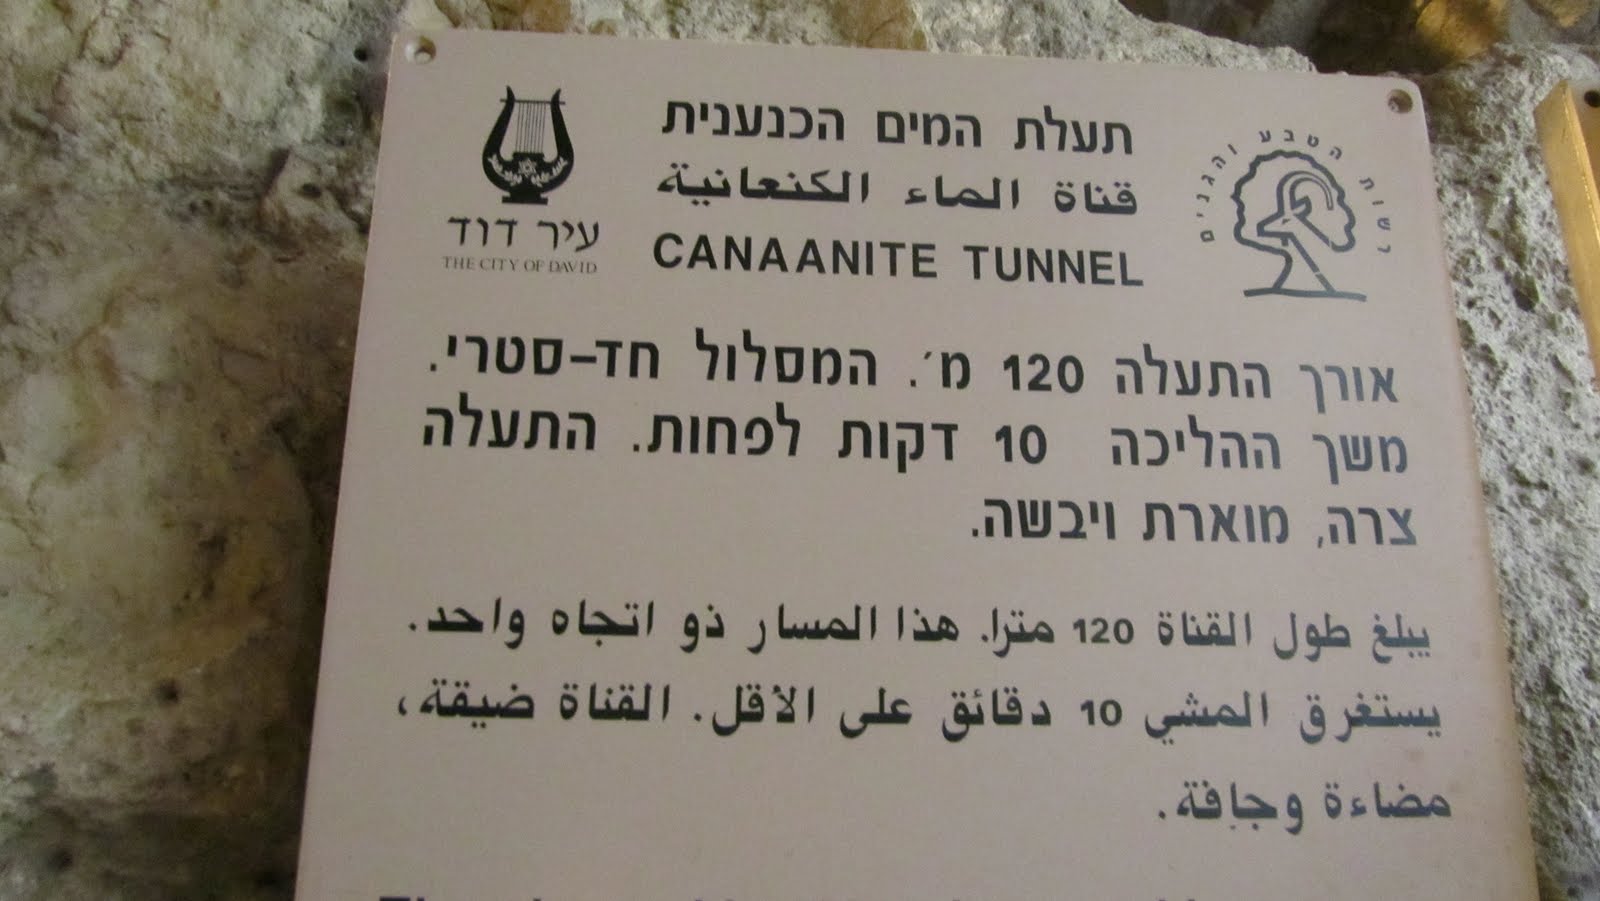 תעלת המים הכנענית
قناة الماء الكنعانية
CANAANITE TUNNEL
עיר דוד
THE CITY OF DAVID
רשות הטבע והגנים
אורך התעלה 120 מ'. המסלול חד-סטרי.
משך ההליכה 10 דקות לפחות. התעלה
צרה, מוארת ויבשה.
يبلغ طول القناة 120 مترا. هذا المسار ذو اتجاه واحد.
يستغرق المشي 10 دقائق على الأقل. القناة ضيقة،
مضاءة وجافة.